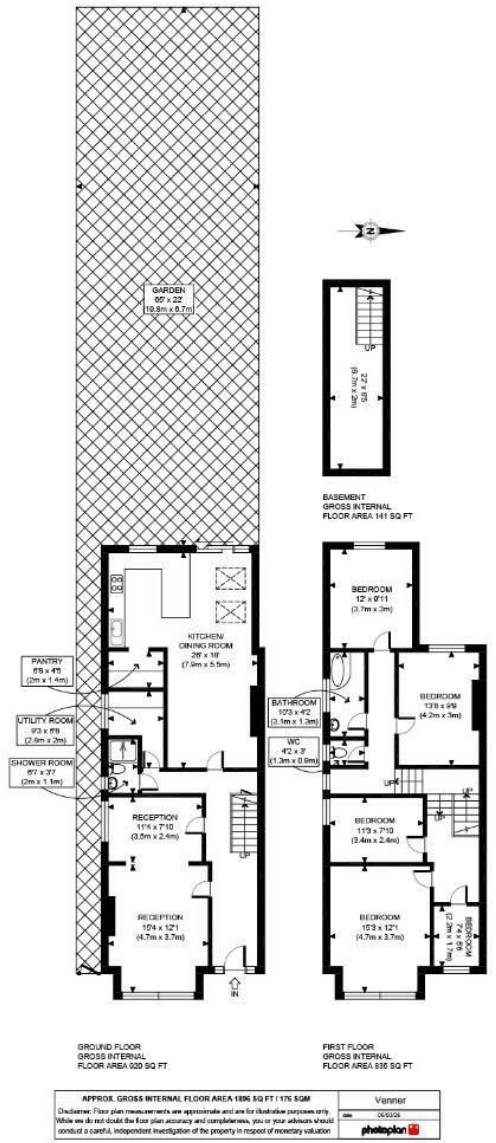 GARDEN
65' x 22'
(19.8m x 6.7m)
N
UP
22' x 6'6
(6.7m x 2m)
BASEMENT
GROSS INTERNAL
FLOOR AREA 141 SQ FT
KITCHEN/
DINING ROOM
26' x 18'
(7.9m x 5.5m)
PANTRY
6'8 x 4'5
(2m x 1.4m)
UTILITY ROOM
9'3 x 6'8
(2.8m x 2m)
SHOWER ROOM
6'7 x 3'7
(2m x 1.1m)
RECEPTION
11'4 x 7'10
(3.5m x 2.4m)
UP
RECEPTION
15'4 x 12'1
(4.7m x 3.7m)
IN
GROUND FLOOR
GROSS INTERNAL
FLOOR AREA 920 SQ FT
BEDROOM
12' x 9'11
(3.7m x 3m)
BEDROOM
13'8 x 9'9
(4.2m x 3m)
BATHROOM
10'3 x 4'2
(3.1m x 1.3m)
WC
4'2 x 3'
(1.3m x 0.9m)
UP
UP
UP
BEDROOM
11'3 x 7'10
(3.4m x 2.4m)
BEDROOM
15'3 x 12'1
(4.7m x 3.7m)
BEDROOM
7'4 x 5'6
(2.2m x 1.7m)
FIRST FLOOR
GROSS INTERNAL
FLOOR AREA 835 SQ FT
APPROX. GROSS INTERNAL FLOOR AREA 1896 SQ FT / 176 SQM
Disclaimer: Floor plan measurements are approximate and are for illustrative purposes only.
While we do not doubt the floor plan accuracy and completeness, you or your advisors should
conduct a careful, independent investigation of the property in respect of monetary valuation
Venner
date
photoplan